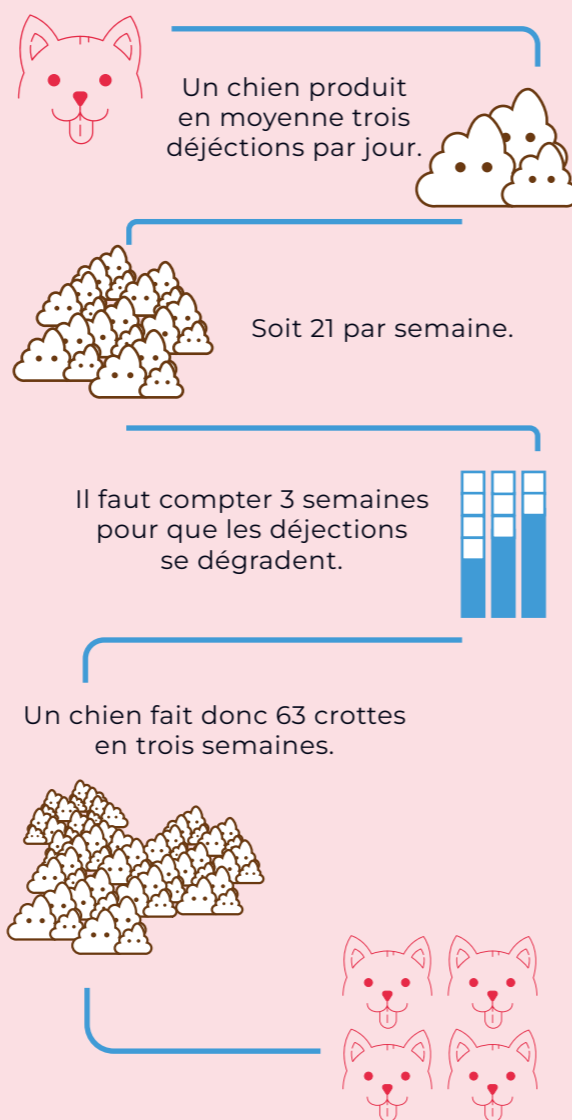 Un chien produit
en moyenne trois
déjéctions par jour.
Soit 21 par semaine.
Il faut compter 3 semaines
pour que les déjections
se dégradent.
Un chien fait donc 63 crottes
en trois semaines.